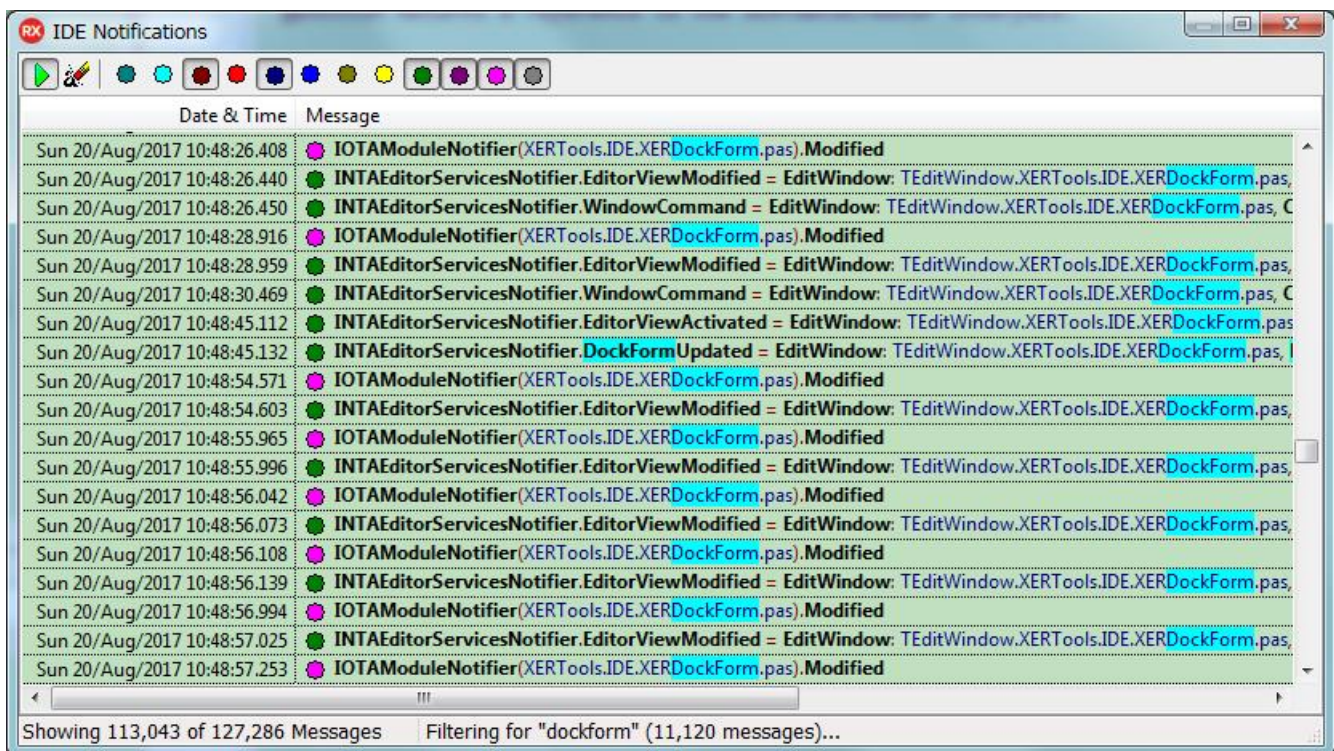 RX IDE Notifications
Date & Time Message
Sun 20/Aug/2017 10:48:26.408 IOTAModuleNotifier(XERTools.IDE.XERDockForm.pas).Modified
Sun 20/Aug/2017 10:48:26.440 INTAEditorServicesNotifier.EditorViewModified = EditWindow: TEditWindow.XERTools.IDE.XERDockForm.pas,
Sun 20/Aug/2017 10:48:26.450 INTAEditorServicesNotifier.WindowCommand = EditWindow: TEditWindow.XERTools.IDE.XERDockForm.pas, C
Sun 20/Aug/2017 10:48:28.916 IOTAModuleNotifier(XERTools.IDE.XERDockForm.pas).Modified
Sun 20/Aug/2017 10:48:28.959 INTAEditorServicesNotifier.EditorViewModified = EditWindow: TEditWindow.XERTools.IDE.XERDockForm.pas,
Sun 20/Aug/2017 10:48:30.469 INTAEditorServicesNotifier.WindowCommand = EditWindow: TEditWindow.XERTools.IDE.XERDockForm.pas, C
Sun 20/Aug/2017 10:48:45.112 INTAEditorServicesNotifier.EditorViewActivated = EditWindow: TEditWindow.XERTools.IDE.XERDockForm.pas
Sun 20/Aug/2017 10:48:45.132 INTAEditorServicesNotifier.DockFormUpdated = EditWindow: TEditWindow.XERTools.IDE.XERDockForm.pas,
Sun 20/Aug/2017 10:48:54.571 IOTAModuleNotifier(XERTools.IDE.XERDockForm.pas).Modified
Sun 20/Aug/2017 10:48:54.603 INTAEditorServicesNotifier.EditorViewModified = EditWindow: TEditWindow.XERTools.IDE.XERDockForm.pas,
Sun 20/Aug/2017 10:48:55.965 IOTAModuleNotifier(XERTools.IDE.XERDockForm.pas).Modified
Sun 20/Aug/2017 10:48:55.996 INTAEditorServicesNotifier.EditorViewModified = EditWindow: TEditWindow.XERTools.IDE.XERDockForm.pas,
Sun 20/Aug/2017 10:48:56.042 IOTAModuleNotifier(XERTools.IDE.XERDockForm.pas).Modified
Sun 20/Aug/2017 10:48:56.073 INTAEditorServicesNotifier.EditorViewModified = EditWindow: TEditWindow.XERTools.IDE.XERDockForm.pas,
Sun 20/Aug/2017 10:48:56.108 IOTAModuleNotifier(XERTools.IDE.XERDockForm.pas).Modified
Sun 20/Aug/2017 10:48:56.139 INTAEditorServicesNotifier.EditorViewModified = EditWindow: TEditWindow.XERTools.IDE.XERDockForm.pas,
Sun 20/Aug/2017 10:48:56.994 IOTAModuleNotifier(XERTools.IDE.XERDockForm.pas).Modified
Sun 20/Aug/2017 10:48:57.025 INTAEditorServicesNotifier.EditorViewModified = EditWindow: TEditWindow.XERTools.IDE.XERDockForm.pas,
Sun 20/Aug/2017 10:48:57.253 IOTAModuleNotifier(XERTools.IDE.XERDockForm.pas).Modified
Showing 113,043 of 127,286 Messages Filtering for "dockform" (11,120 messages)...